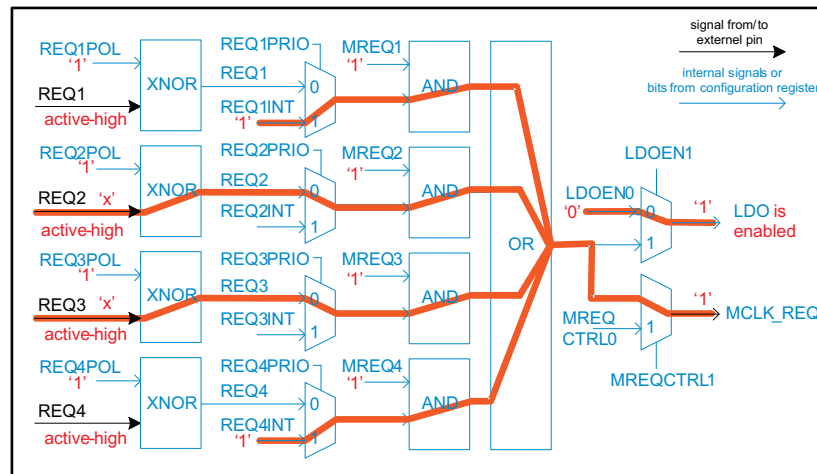 signal from/to
external pin
internal signals or
bits from configuration register
REQ1POL
'1'
XNOR
REQ1
active-high
REQ1PRIO
REQ1
0
REQ1INT
'1'
1
MREQ1
'1'
AND
REQ2POL
'1'
XNOR
REQ2 'x'
active-high
REQ2PRIO
REQ2
0
REQ2INT
1
MREQ2
'1'
AND
REQ3POL
'1'
XNOR
REQ3 'x'
active-high
REQ3PRIO
REQ3
0
REQ3INT
1
MREQ3
'1'
AND
REQ4POL
'1'
XNOR
REQ4
active-high
REQ4PRIO
REQ4
0
REQ4INT
'1'
1
MREQ4
'1'
AND
OR
LDOEN1
LDOEN0
'0'
0
1
'1'
LDO is
enabled
MREQ
CTRL0
1
'1'
MCLK_REQ
MREQCTRL1